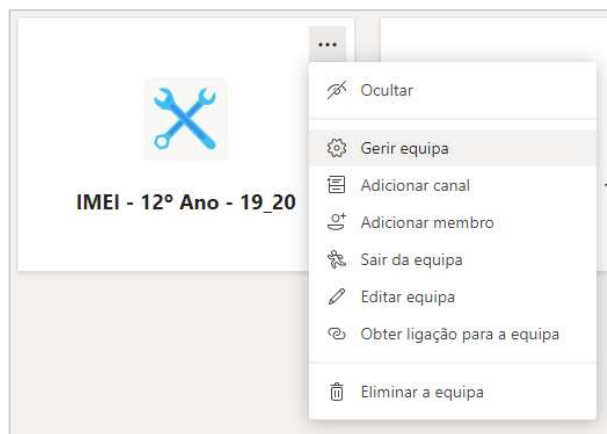 ...
Ocultar
IMEI - 12º Ano - 19_20
Gerir equipa
Adicionar canal
Adicionar membro
Sair da equipa
Editar equipa
Obter ligação para a equipa
Eliminar a equipa